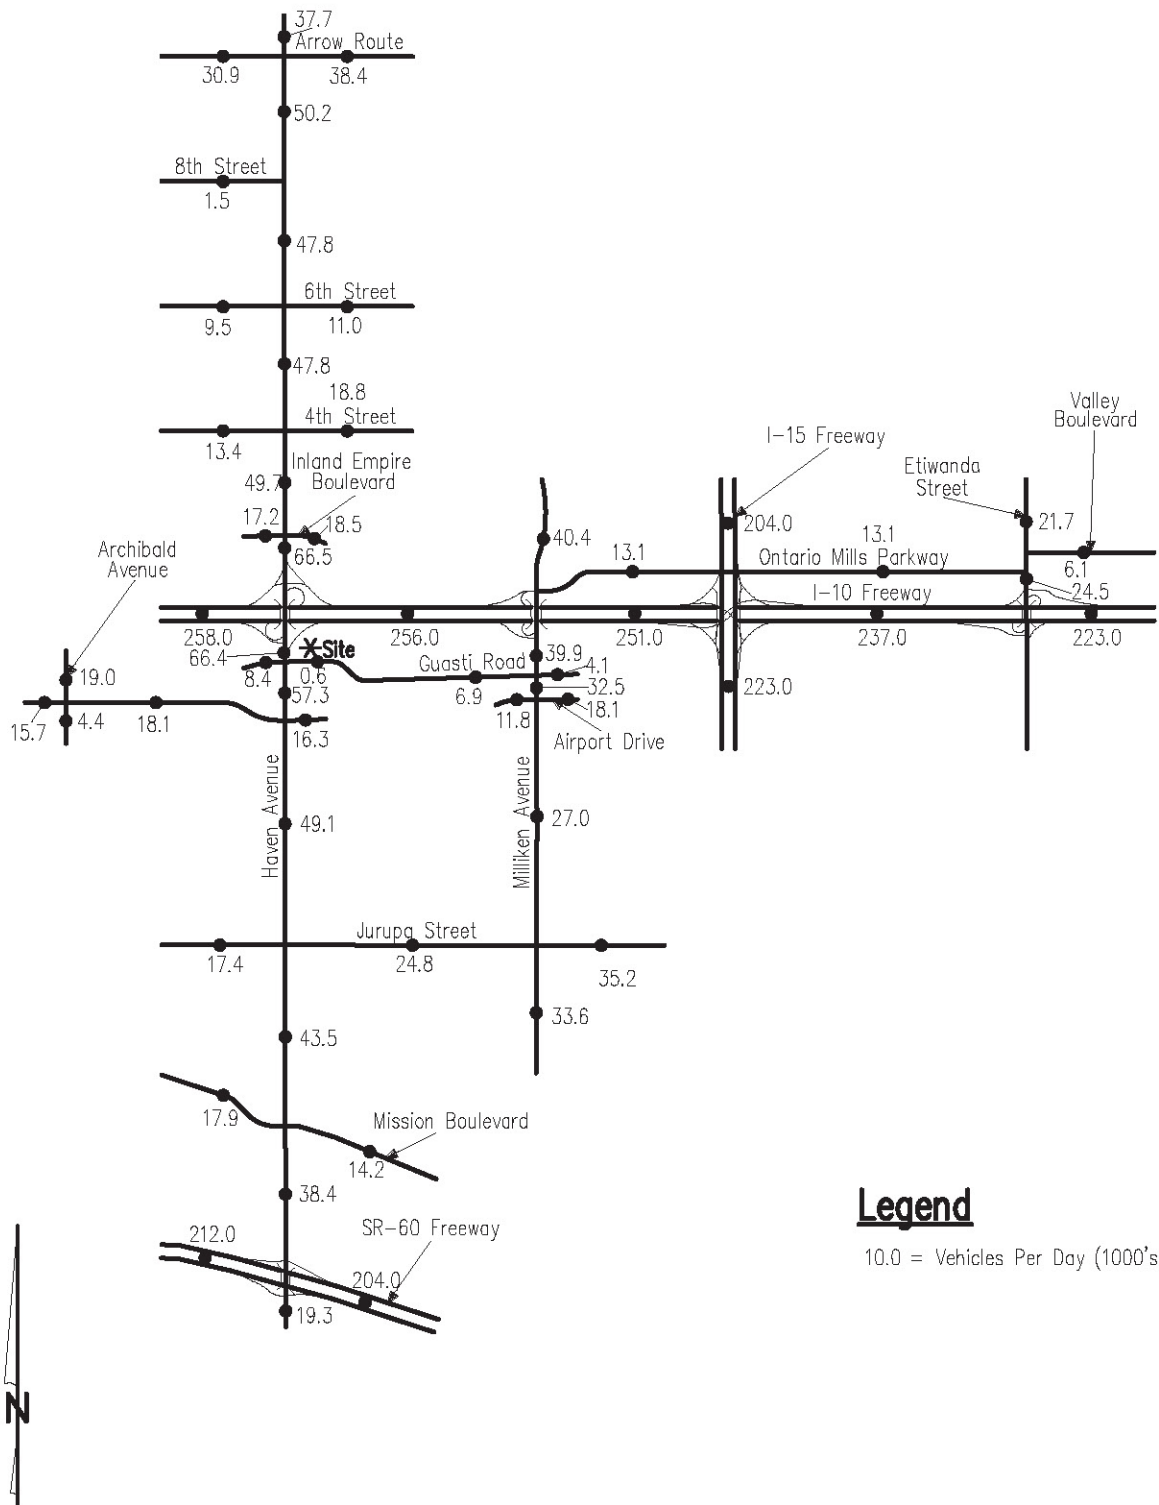 37.7
Arrow Route
30.9
38.4
50.2
8th Street
1.5
47.8
6th Street
9.5
11.0
47.8
18.8
4th Street
13.4
Inland Empire
Boulevard
49.7
17.2
18.5
66.5
Archibald
Avenue
Valley
Boulevard
I-15 Freeway
Etiwanda
Street
204.0
21.7
40.4
13.1
13.1
Ontario Mills Parkway
6.1
24.5
I-10 Freeway
258.0
256.0
251.0
237.0
223.0
Site
66.4
8.4
0.6
Guasti Road
39.9
4.1
6.9
32.5
57.3
19.0
223.0
15.7
4.4
18.1
16.3
11.8
18.1
Airport Drive
Haven Avenue
49.1
Milliken Avenue
27.0
Jurupa Street
17.4
24.8
35.2
33.6
43.5
17.9
Mission Boulevard
14.2
38.4
212.0
SR-60 Freeway
204.0
19.3
Legend
10.0 = Vehicles Per Day (1000's
N